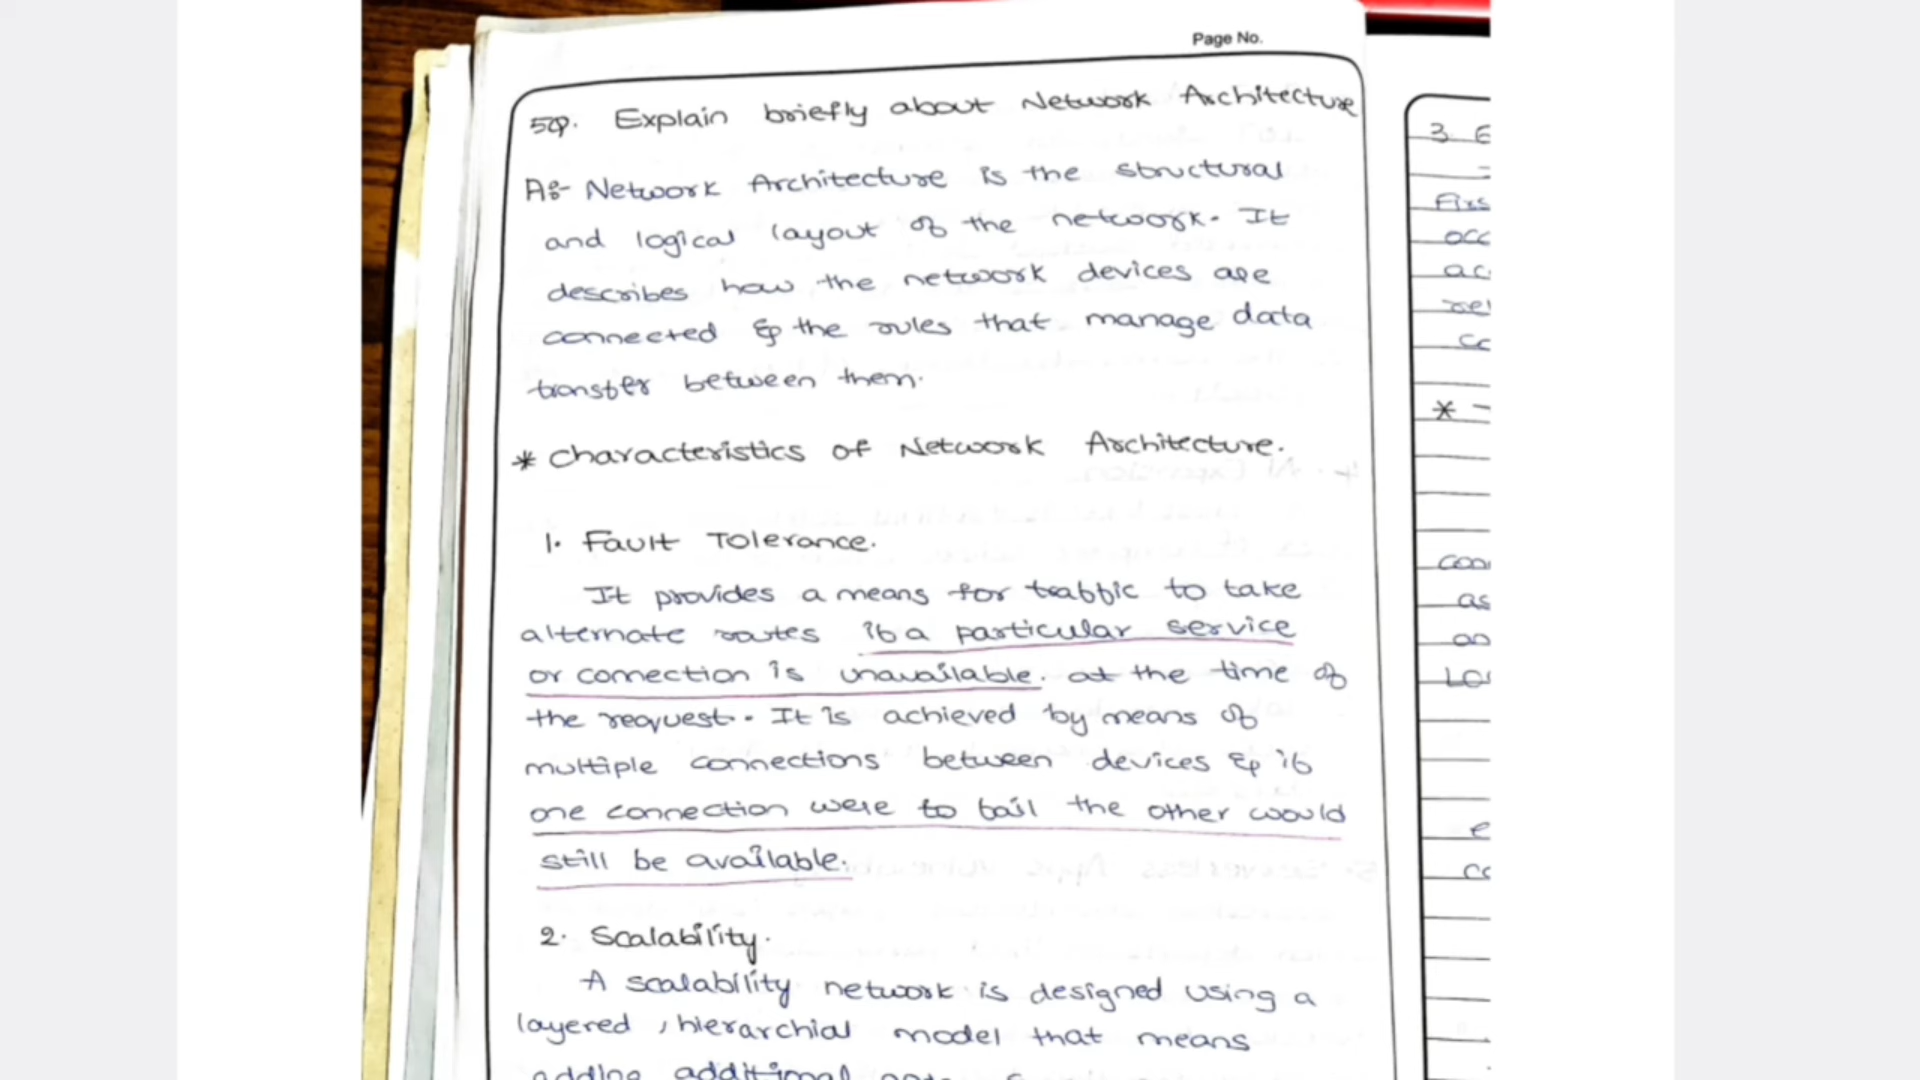 Page No.
5Q. Explain briefly about Network Architecture
A:- Network Architecture is the structural
and logical layout of the network. It
describes how the network devices are
connected & the rules that manage data
transfer between them.
* Characteristics of Network Architecture.
1. Fault Tolerance.
It provides a means for traffic to take
alternate routes if a particular service
or connection is unavailable. at the time of
the request. It is achieved by means of
multiple connections between devices & if
one connection were to fail the other would
still be available.
2. Scalability.
A scalability network is designed using a
layered, hierarchial model that means
additional
3
*